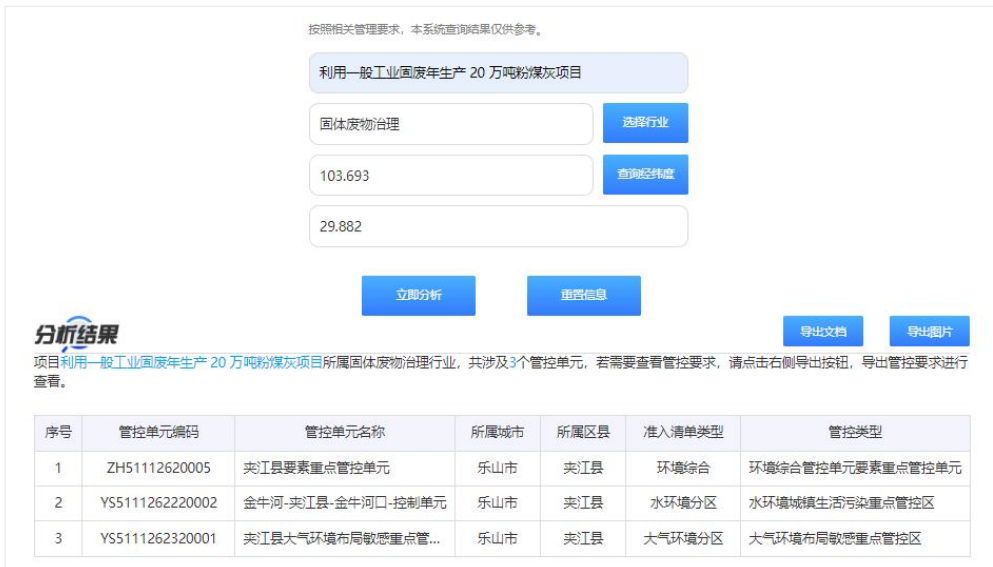 按照相关管理要求，本系统查询结果仅供参考。
利用一般工业固废年生产 20 万吨粉煤灰项目
固体废物治理 选择行业
103.693 查询经纬度
29.882
立即分析 重置信息
分析结果 导出文档 导出图片
项目利用一般工业固废年生产 20 万吨粉煤灰项目所属固体废物治理行业，共涉及3个管控单元，若需要查看管控要求，请点击右侧导出按钮，导出管控要求进行
查看。
序号 管控单元编码 管控单元名称 所属城市 所属区县 准入清单类型 管控类型
1 ZH51112620005 夹江县要素重点管控单元 乐山市 夹江县 环境综合 环境综合管控单元要素重点管控单元
2 YS5111262220002 金牛河-夹江县-金牛河口-控制单元 乐山市 夹江县 水环境分区 水环境城镇生活污染重点管控区
3 YS5111262320001 夹江县大气环境布局敏感重点管... 乐山市 夹江县 大气环境分区 大气环境布局敏感重点管控区